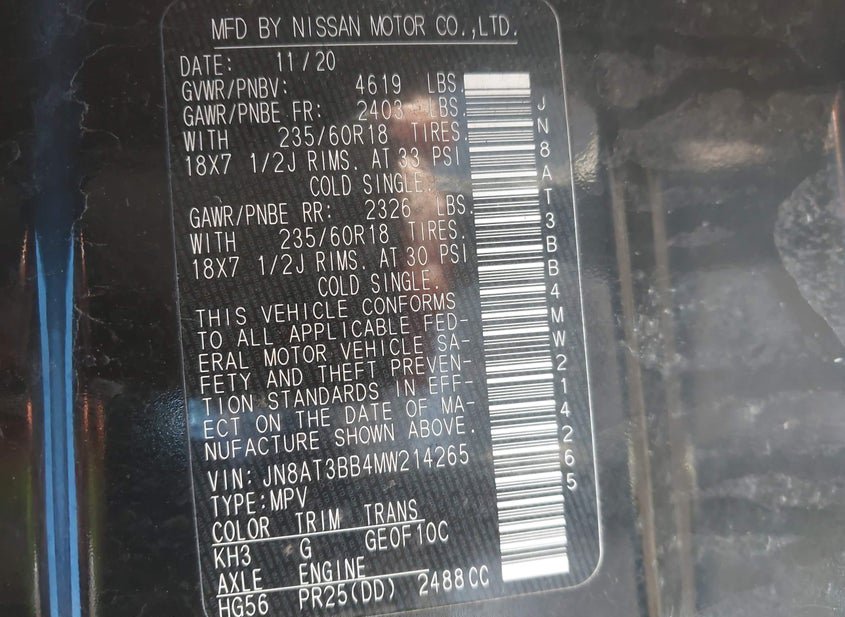 MFD BY NISSAN MOTOR CO.,LTD.
DATE: 11/20
GVWR/PNBV: 4619 LBS.
GAWR/PNBE FR: 2403 LBS.
WITH 235/60R18 TIRES.
18X7 1/2J RIMS. AT 33 PSI
COLD SINGLE.
GAWR/PNBE RR: 2326 LBS.
WITH 235/60R18 TIRES.
18X7 1/2J RIMS. AT 30 PSI
COLD SINGLE.
THIS VEHICLE CONFORMS
TO ALL APPLICABLE FED-
ERAL MOTOR VEHICLE SA-
FETY AND THEFT PREVEN-
TION STANDARDS IN EFF-
ECT ON THE DATE OF MA-
NUFACTURE SHOWN ABOVE.
VIN: JN8AT3BB4MW214265
TYPE:MPV
COLOR TRIM TRANS
KH3 G GEOF10C
AXLE ENGINE
HG56 PR25(DD) 2488CC
JN8AT3BB4MW214265